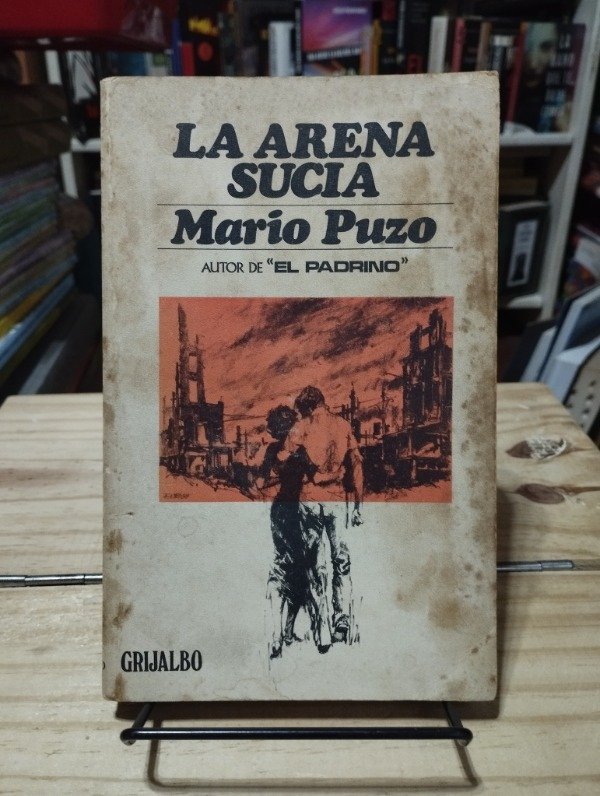 LA ARENA
SUCIA
Mario Puzo
AUTOR DE "EL PADRINO"
GRIJALBO